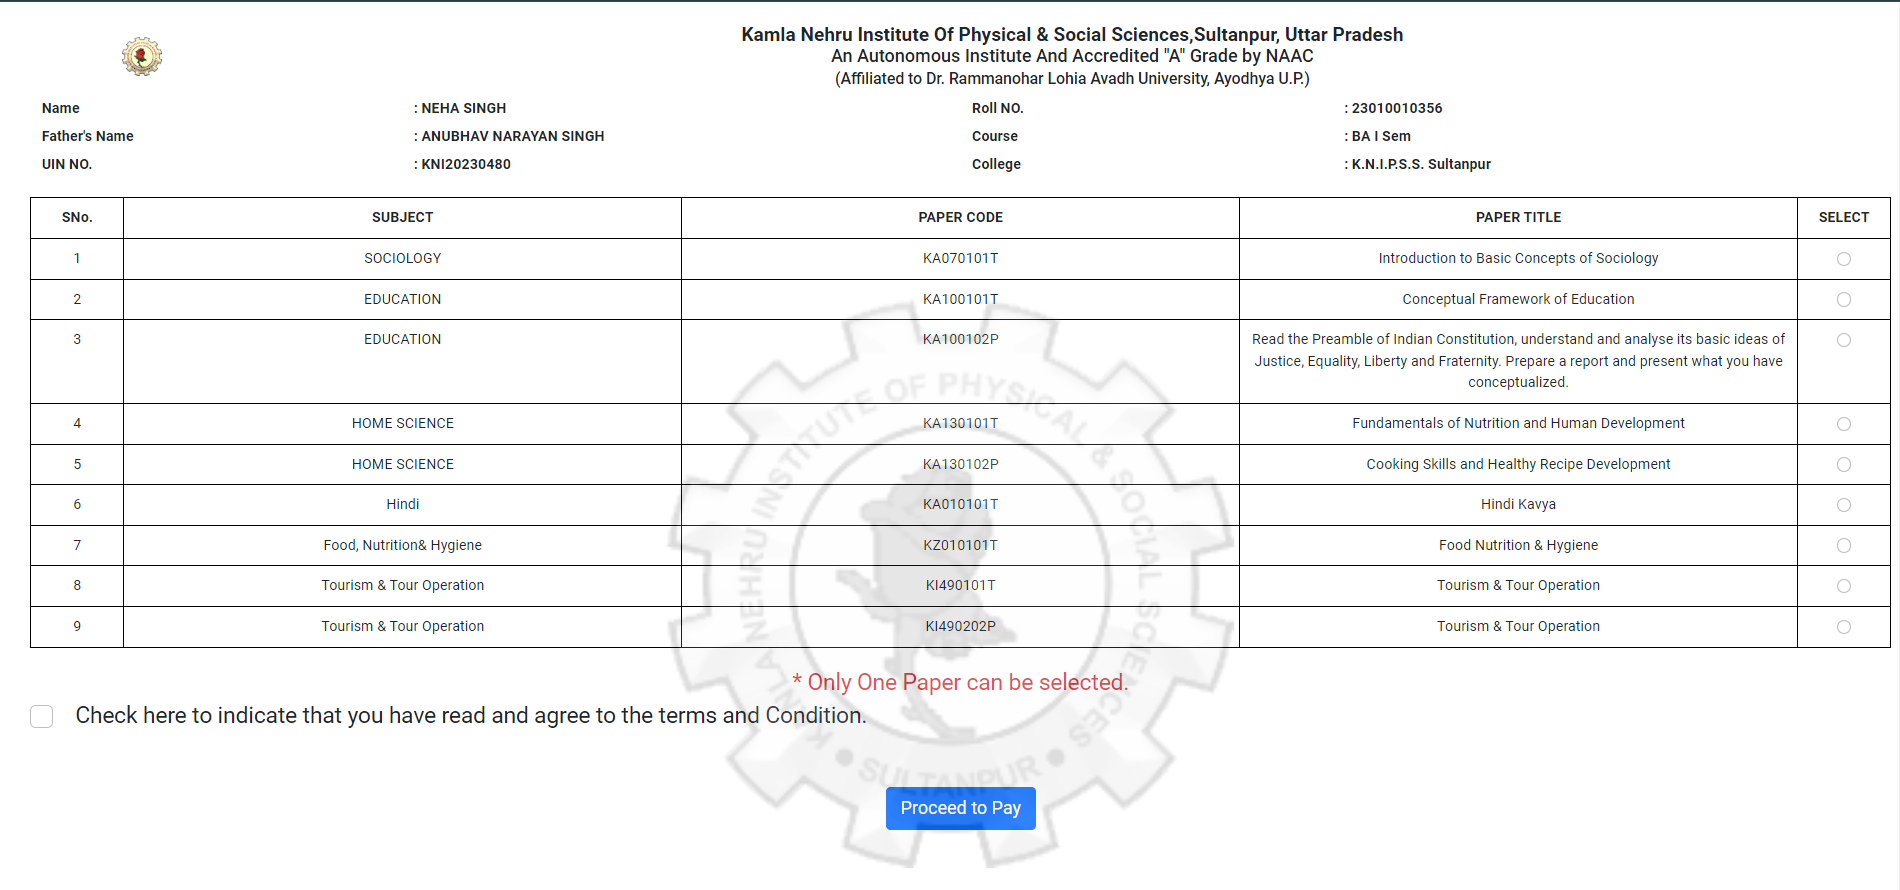 Kamla Nehru Institute Of Physical & Social Sciences,Sultanpur, Uttar Pradesh
An Autonomous Institute And Accredited "A" Grade by NAAC
(Affiliated to Dr. Rammanohar Lohia Avadh University, Ayodhya U.P.)
Name : NEHA SINGH Roll NO. : 23010010356
Father's Name : ANUBHAV NARAYAN SINGH Course : BA I Sem
UIN NO. : KNI20230480 College : K.N.I.P.S.S. Sultanpur
SNo. SUBJECT PAPER CODE PAPER TITLE SELECT
1 SOCIOLOGY KA070101T Introduction to Basic Concepts of Sociology
2 EDUCATION KA100101T Conceptual Framework of Education
3 EDUCATION KA100102P Read the Preamble of Indian Constitution, understand and analyse its basic ideas of
Justice, Equality, Liberty and Fraternity. Prepare a report and present what you have
conceptualized.
4 HOME SCIENCE KA130101T Fundamentals of Nutrition and Human Development
5 HOME SCIENCE KA130102P Cooking Skills and Healthy Recipe Development
6 Hindi KA010101T Hindi Kavya
7 Food, Nutrition& Hygiene KZ010101T Food Nutrition & Hygiene
8 Tourism & Tour Operation KI490101T Tourism & Tour Operation
9 Tourism & Tour Operation KI490202P Tourism & Tour Operation
* Only One Paper can be selected.
Check here to indicate that you have read and agree to the terms and Condition.
Proceed to Pay
KAMLA NEHRU INSTITUTE OF PHYSICAL & SOCIAL SCIENCES
• SULTANPUR •